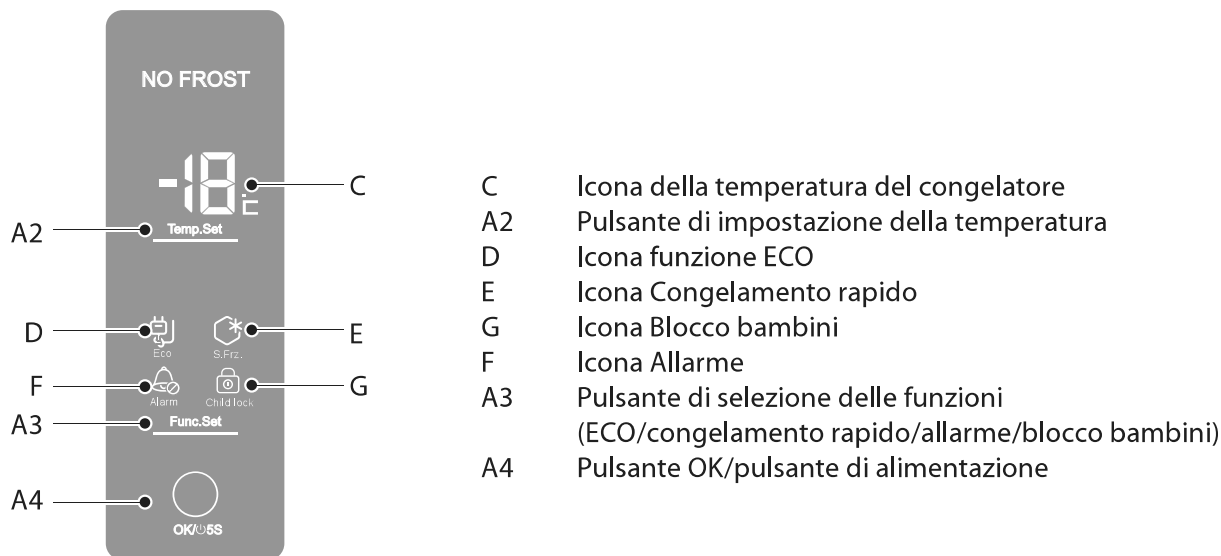 NO FROST
-18
C
A2
Temp.Set
D
Eco
S.Frz.
E
F
Alarm
Child lock
G
A3
Func.Set
A4
OK/⏻5S
C Icona della temperatura del congelatore
A2 Pulsante di impostazione della temperatura
D Icona funzione ECO
E Icona Congelamento rapido
G Icona Blocco bambini
F Icona Allarme
A3 Pulsante di selezione delle funzioni
(ECO/congelamento rapido/allarme/blocco bambini)
A4 Pulsante OK/pulsante di alimentazione